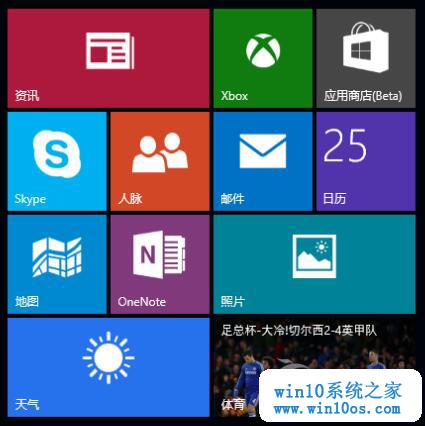 资讯
Xbox
应用商店(Beta)
Skype
人脉
邮件
25
日历
地图
OneNote
照片
天气
足总杯-大冷!切尔西2-4英甲队
体育
win10系统之家
www.win10os.com